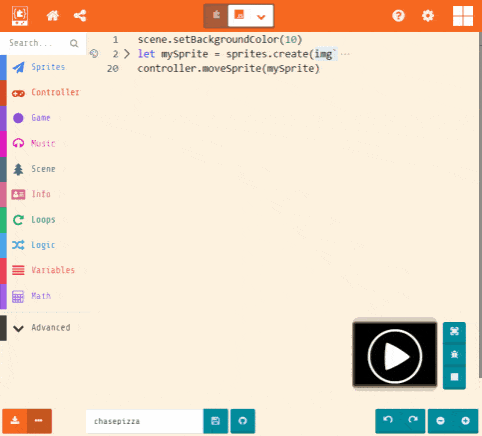 Search...
Sprites
Controller
Game
Music
Scene
Info
Loops
Logic
Variables
Math
Advanced
1 scene.setBackgroundColor(10)
2 let mySprite = sprites.create(img` ...
20 controller.moveSprite(mySprite)
chasepizza